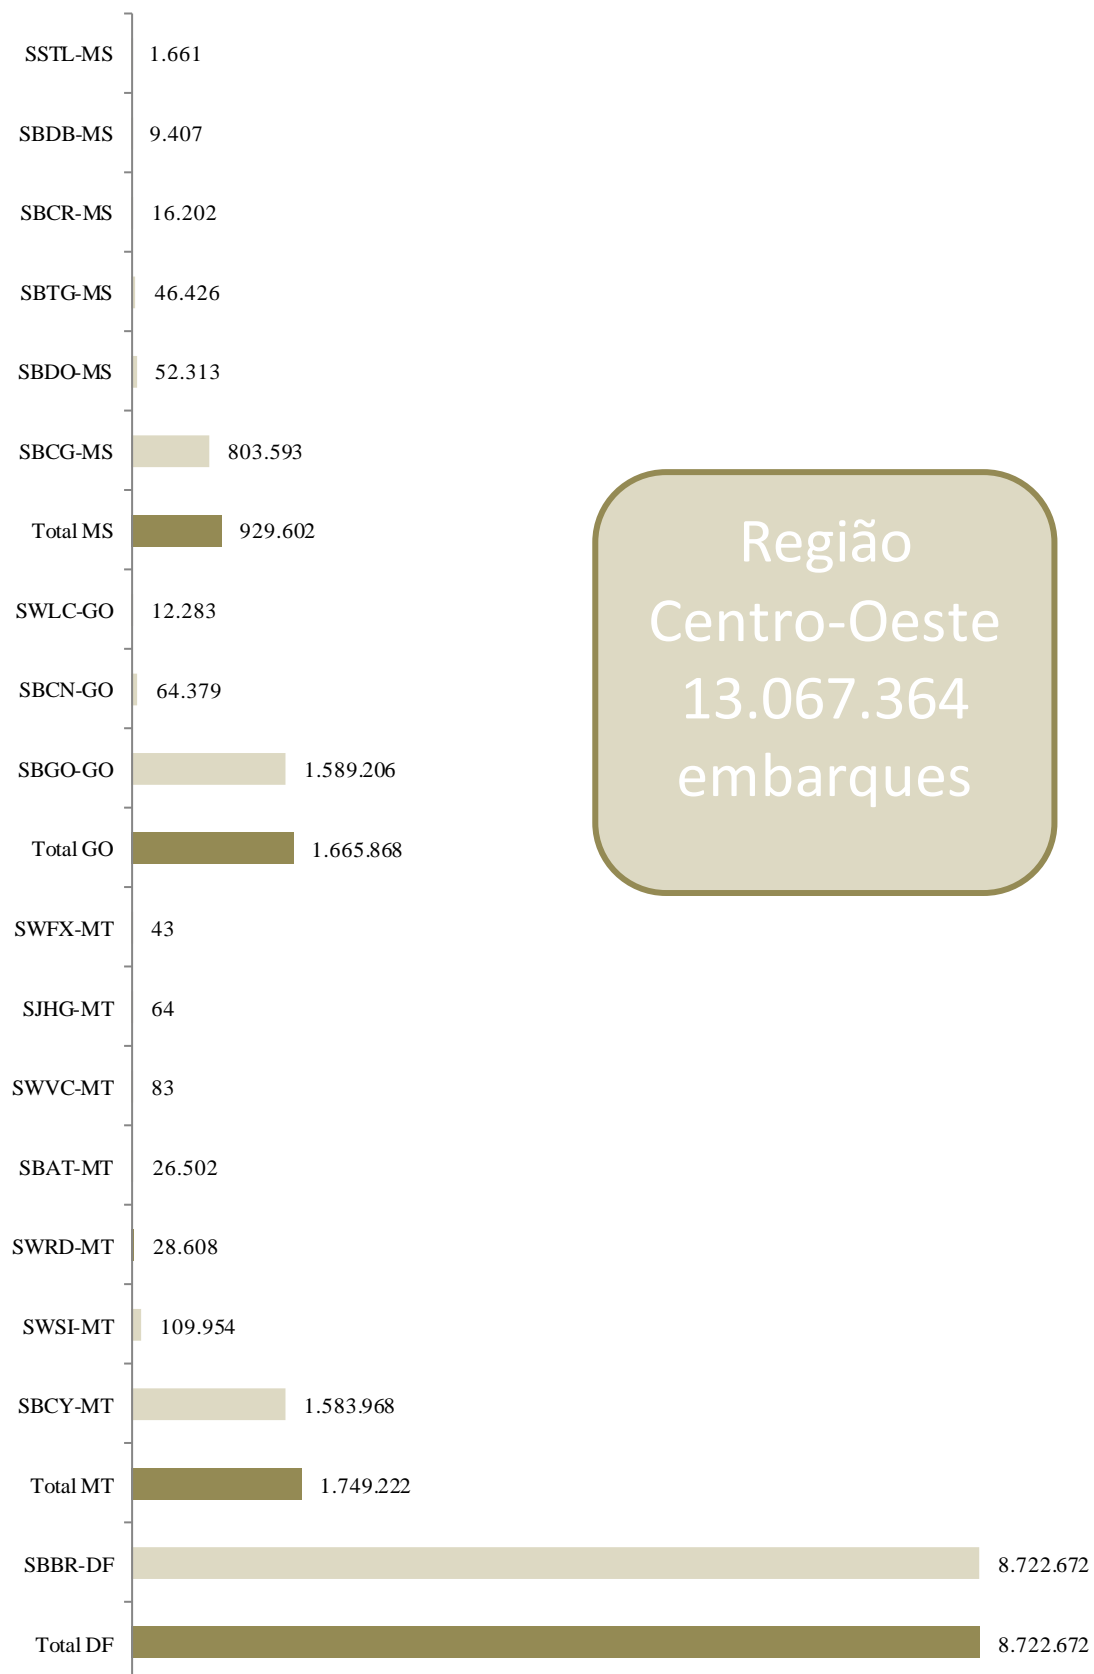 SSTL-MS 1.661
SBDB-MS 9.407
SBCR-MS 16.202
SBTG-MS 46.426
SBDO-MS 52.313
SBCG-MS 803.593
Total MS 929.602
SWLC-GO 12.283
SBCN-GO 64.379
SBGO-GO 1.589.206
Total GO 1.665.868
SWFX-MT 43
SJHG-MT 64
SWVC-MT 83
SBAT-MT 26.502
SWRD-MT 28.608
SWSI-MT 109.954
SBCY-MT 1.583.968
Total MT 1.749.222
SBBR-DF 8.722.672
Total DF 8.722.672
Região
Centro-Oeste
13.067.364
embarques